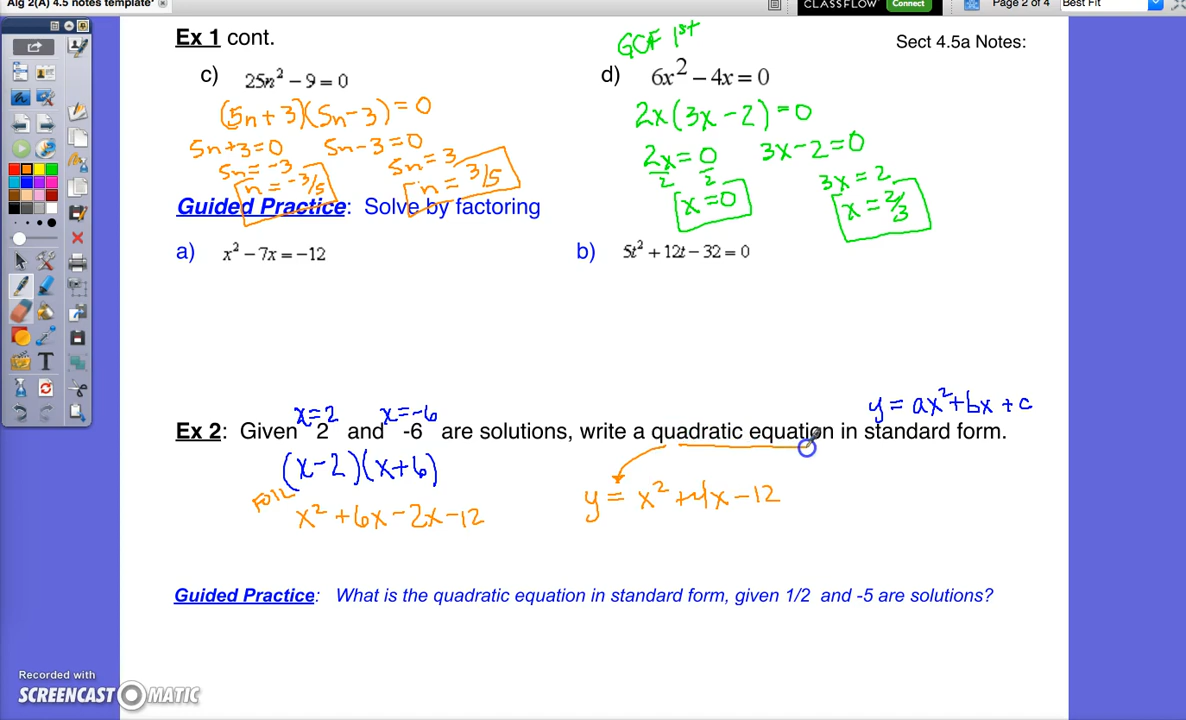 Alg 2(A) 4.5 notes template*
CLASSFLOW
Connect
Page 2 of 4
Best Fit
Ex 1 cont.
GCF 1st
Sect 4.5a Notes:
c) 25n² – 9 = 0
d) 6x² – 4x = 0
(5n + 3)(5n – 3) = 0
2x(3x – 2) = 0
5n+3=0 5n–3=0
2x = 0 3x–2=0
5n = –3 5n = 3
2 2 3x = 2
n = –3/5 n = 3/5
x = 0 x = 2/3
Guided Practice: Solve by factoring
a) x² – 7x = –12
b) 5t² + 12t – 32 = 0
x=2 x=-6
y = ax²+bx+c
Ex 2: Given 2 and -6 are solutions, write a quadratic equation in standard form.
(x–2)(x+6)
FOIL
x² + 6x – 2x – 12
y = x² + 4x – 12
Guided Practice: What is the quadratic equation in standard form, given 1/2 and -5 are solutions?
Recorded with
SCREENCAST O MATIC